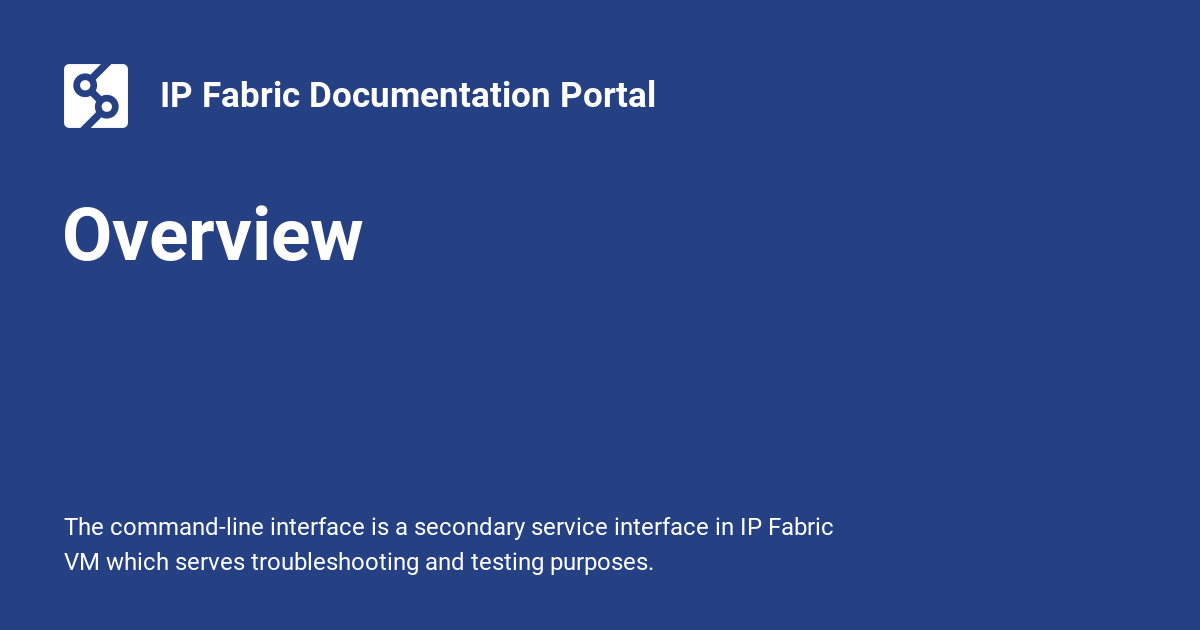 IP Fabric Documentation Portal
Overview
The command-line interface is a secondary service interface in IP Fabric
VM which serves troubleshooting and testing purposes.